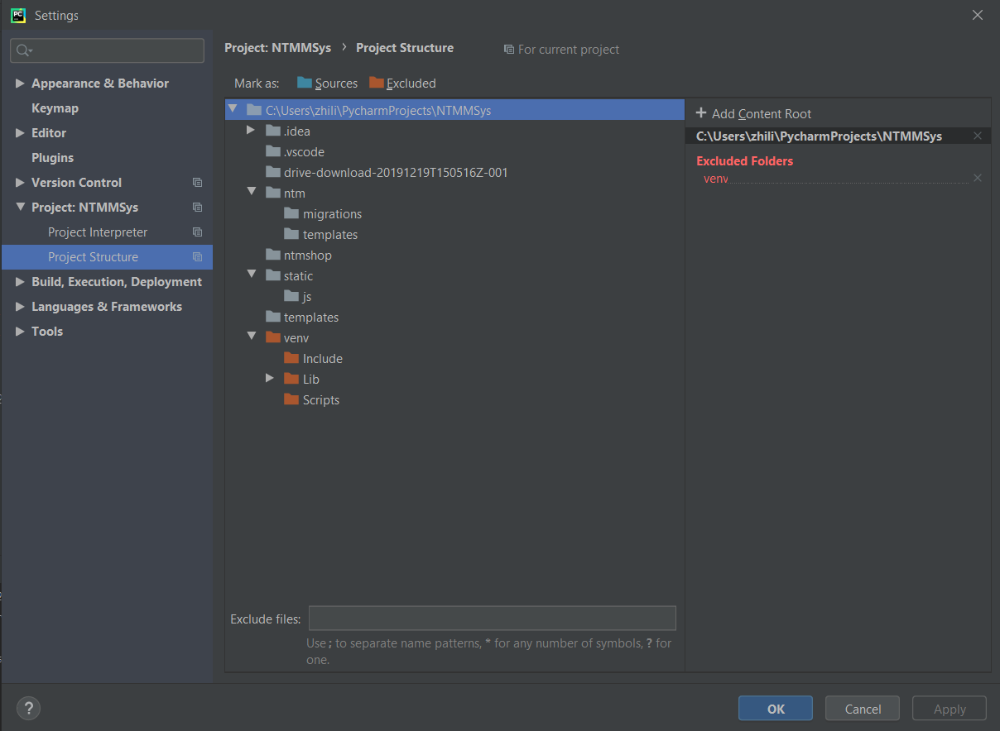 PC Settings
Project: NTMMSys › Project Structure For current project
Appearance & Behavior
Keymap
Editor
Plugins
Version Control
Project: NTMMSys
Project Interpreter
Project Structure
Build, Execution, Deployment
Languages & Frameworks
Tools
Mark as: Sources Excluded
C:\Users\zhili\PycharmProjects\NTMMSys
.idea
.vscode
drive-download-20191219T150516Z-001
ntm
migrations
templates
ntmshop
static
js
templates
venv
Include
Lib
Scripts
Exclude files:
Use ; to separate name patterns, * for any number of symbols, ? for
one.
+ Add Content Root
C:\Users\zhili\PycharmProjects\NTMMSys
Excluded Folders
venv
? OK Cancel Apply